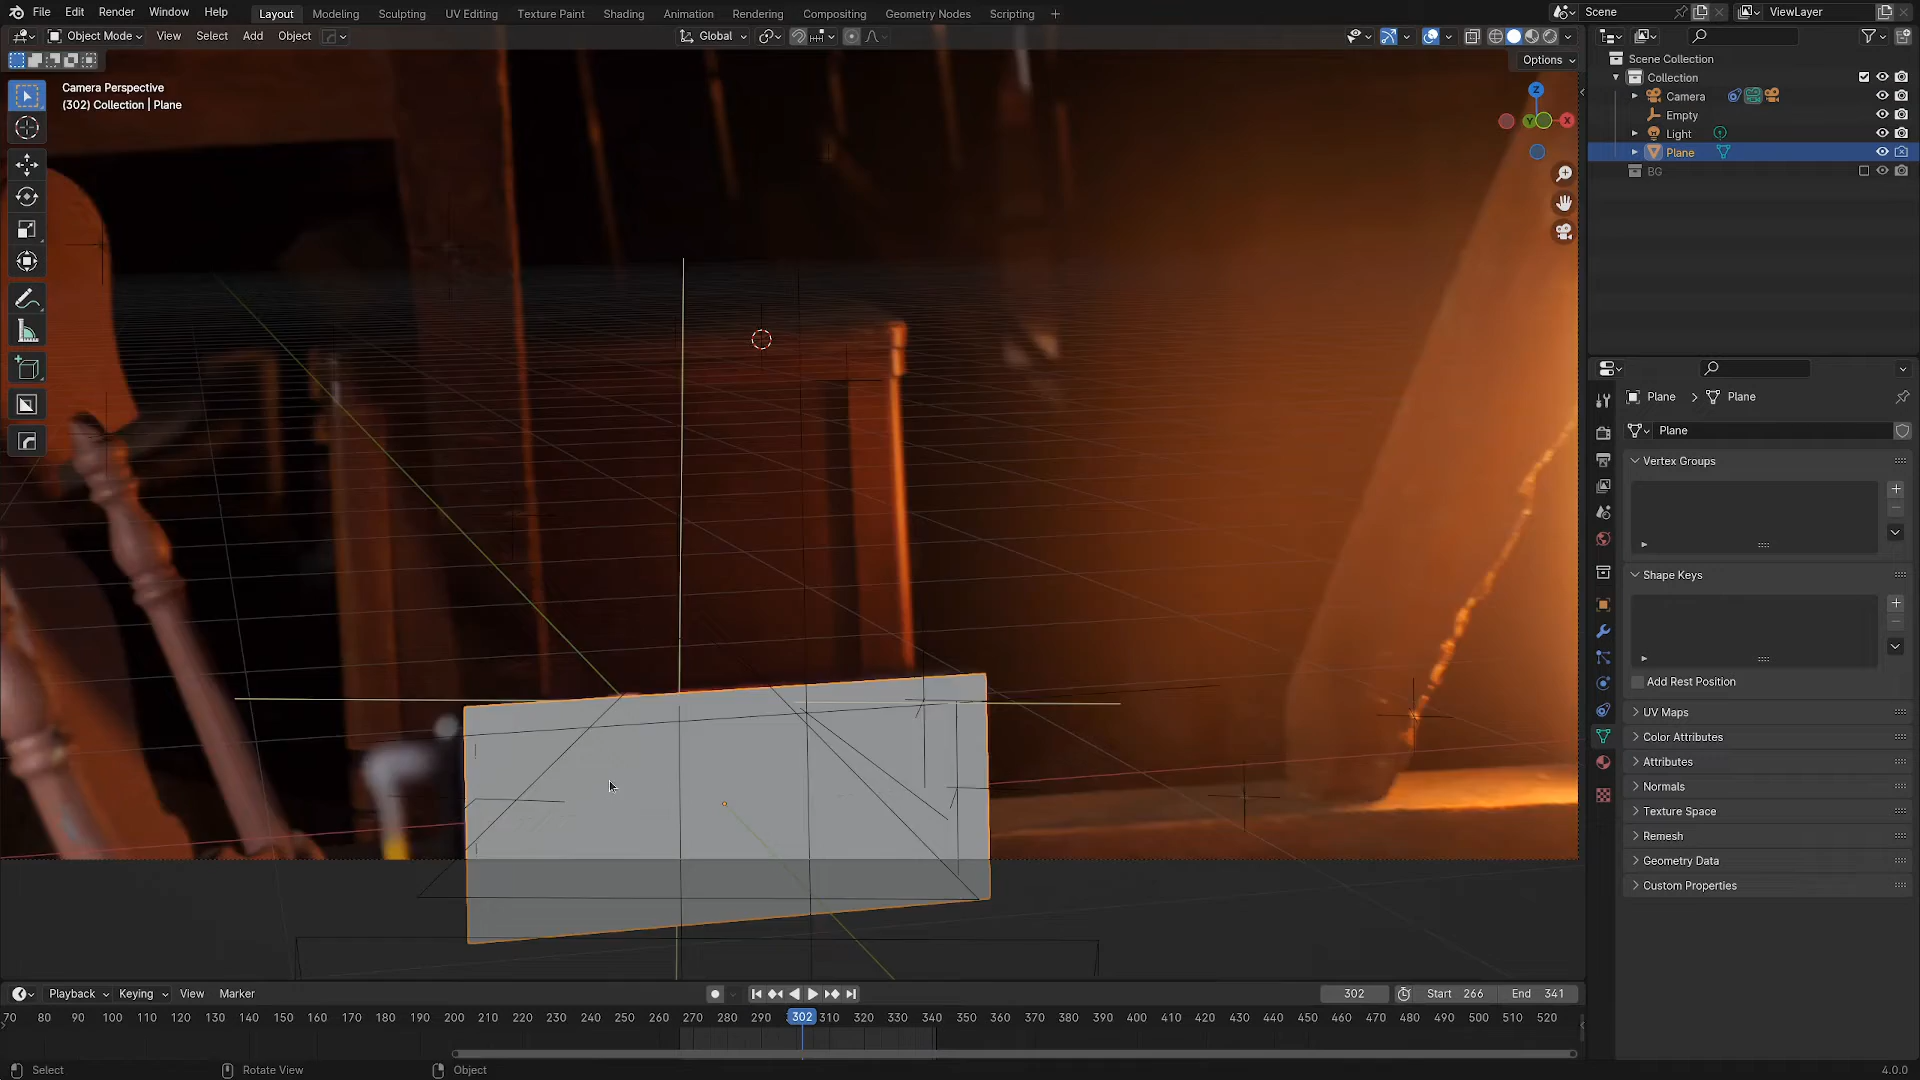 File Edit Render Window Help Layout Modeling Sculpting UV Editing Texture Paint Shading Animation Rendering Compositing Geometry Nodes Scripting + Scene ViewLayer
Object Mode View Select Add Object Global
Options
Camera Perspective
(302) Collection | Plane
Z
Y
X
Scene Collection
Collection
Camera
Empty
Light
Plane
BG
Plane > Plane
Plane
Vertex Groups
Shape Keys
Add Rest Position
UV Maps
Color Attributes
Attributes
Normals
Texture Space
Remesh
Geometry Data
Custom Properties
Playback Keying View Marker 302 Start 266 End 341
70 80 90 100 110 120 130 140 150 160 170 180 190 200 210 220 230 240 250 260 270 280 290 302 310 320 330 340 350 360 370 380 390 400 410 420 430 440 450 460 470 480 490 500 510 520
Select Rotate View Object 4.0.0